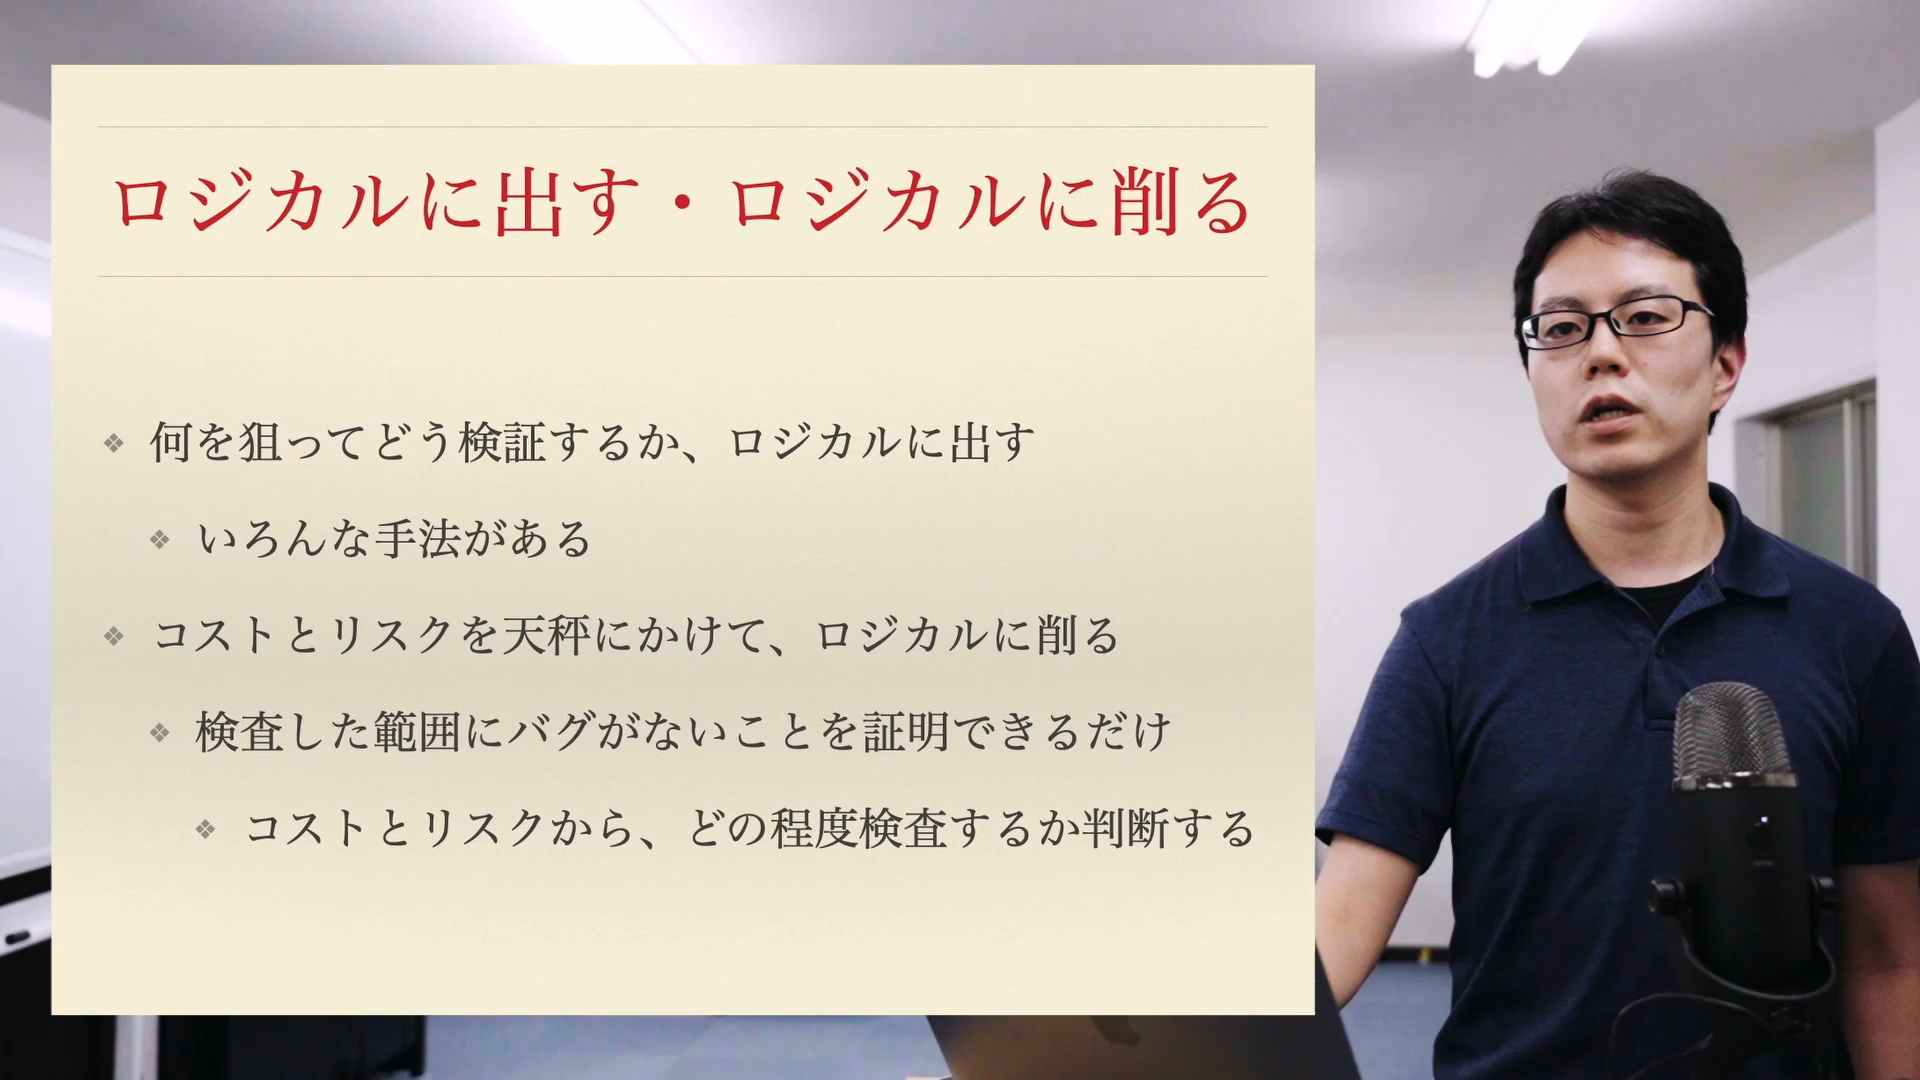 ロジカルに出す・ロジカルに削る
何を狙ってどう検証するか、ロジカルに出す
いろんな手法がある
コストとリスクを天秤にかけて、ロジカルに削る
検査した範囲にバグがないことを証明できるだけ
コストとリスクから、どの程度検査するか判断する